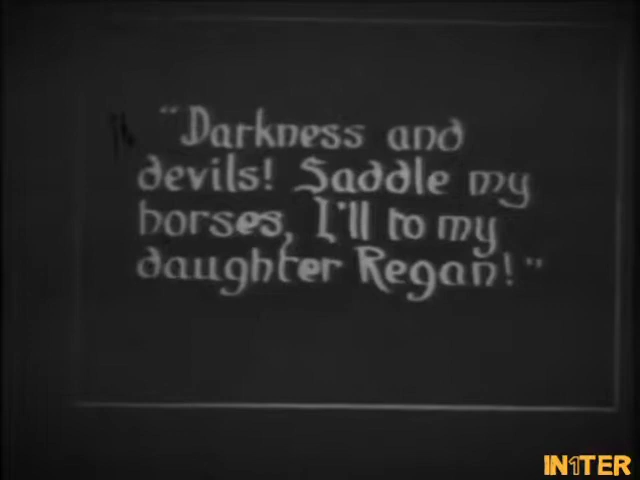 "Darkness and
devils! Saddle my
horses, I'll to my
daughter Regan!"
IN1TER